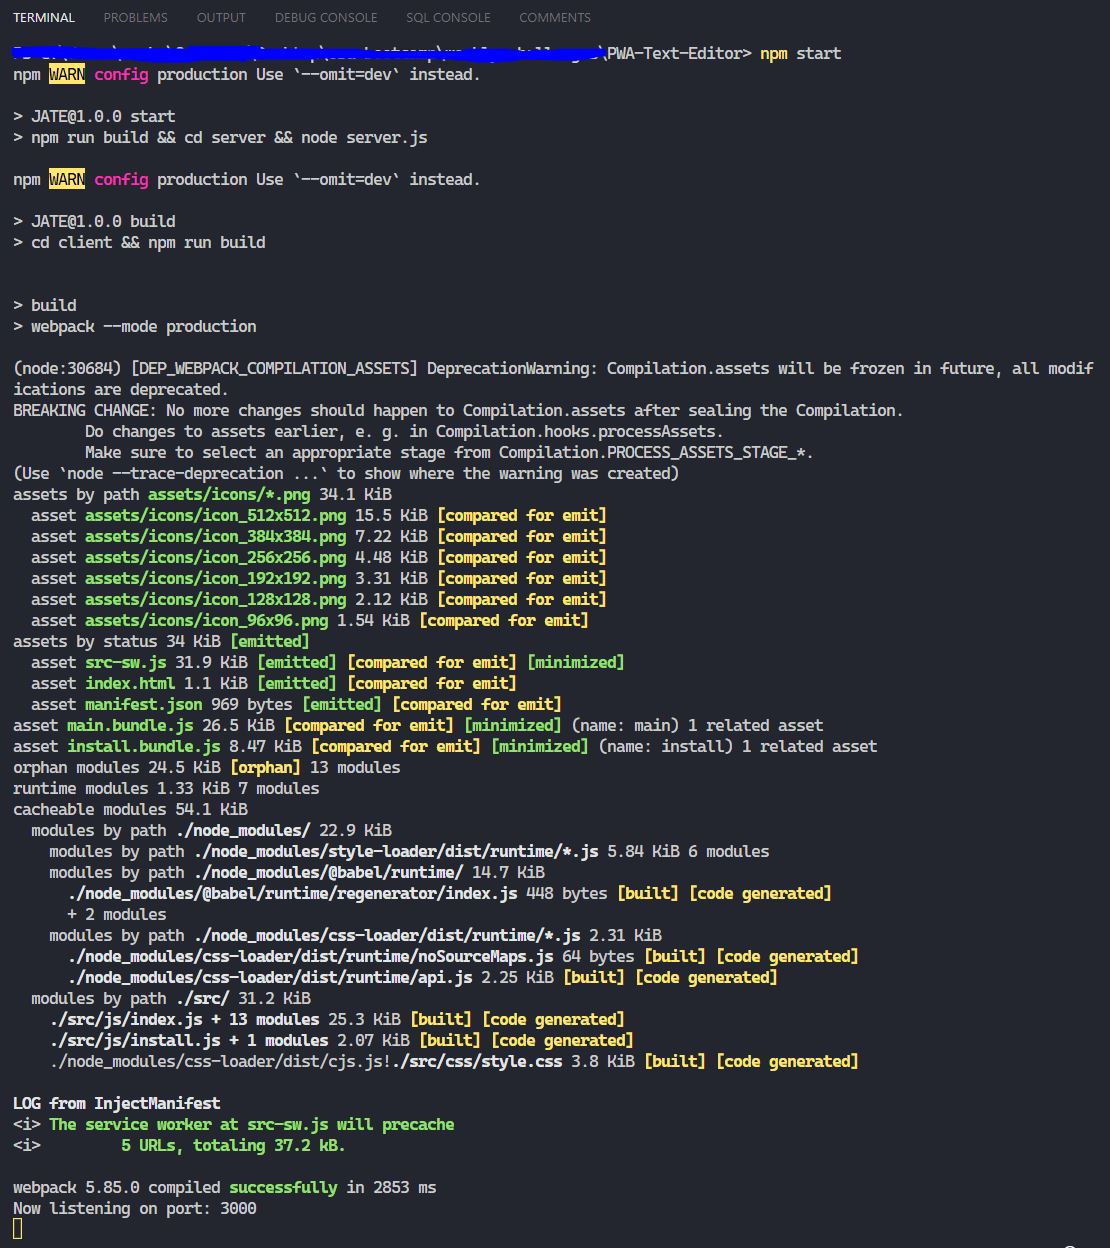 TERMINAL PROBLEMS OUTPUT DEBUG CONSOLE SQL CONSOLE COMMENTS
\PWA-Text-Editor> npm start
npm WARN config production Use `--omit=dev` instead.
> JATE@1.0.0 start
> npm run build && cd server && node server.js
npm WARN config production Use `--omit=dev` instead.
> JATE@1.0.0 build
> cd client && npm run build
> build
> webpack --mode production
(node:30684) [DEP_WEBPACK_COMPILATION_ASSETS] DeprecationWarning: Compilation.assets will be frozen in future, all modif
ications are deprecated.
BREAKING CHANGE: No more changes should happen to Compilation.assets after sealing the Compilation.
Do changes to assets earlier, e. g. in Compilation.hooks.processAssets.
Make sure to select an appropriate stage from Compilation.PROCESS_ASSETS_STAGE_*.
(Use `node --trace-deprecation ...` to show where the warning was created)
assets by path assets/icons/*.png 34.1 KiB
asset assets/icons/icon_512x512.png 15.5 KiB [compared for emit]
asset assets/icons/icon_384x384.png 7.22 KiB [compared for emit]
asset assets/icons/icon_256x256.png 4.48 KiB [compared for emit]
asset assets/icons/icon_192x192.png 3.31 KiB [compared for emit]
asset assets/icons/icon_128x128.png 2.12 KiB [compared for emit]
asset assets/icons/icon_96x96.png 1.54 KiB [compared for emit]
assets by status 34 KiB [emitted]
asset src-sw.js 31.9 KiB [emitted] [compared for emit] [minimized]
asset index.html 1.1 KiB [emitted] [compared for emit]
asset manifest.json 969 bytes [emitted] [compared for emit]
asset main.bundle.js 26.5 KiB [compared for emit] [minimized] (name: main) 1 related asset
asset install.bundle.js 8.47 KiB [compared for emit] [minimized] (name: install) 1 related asset
orphan modules 24.5 KiB [orphan] 13 modules
runtime modules 1.33 KiB 7 modules
cacheable modules 54.1 KiB
modules by path ./node_modules/ 22.9 KiB
modules by path ./node_modules/style-loader/dist/runtime/*.js 5.84 KiB 6 modules
modules by path ./node_modules/@babel/runtime/ 14.7 KiB
./node_modules/@babel/runtime/regenerator/index.js 448 bytes [built] [code generated]
+ 2 modules
modules by path ./node_modules/css-loader/dist/runtime/*.js 2.31 KiB
./node_modules/css-loader/dist/runtime/noSourceMaps.js 64 bytes [built] [code generated]
./node_modules/css-loader/dist/runtime/api.js 2.25 KiB [built] [code generated]
modules by path ./src/ 31.2 KiB
./src/js/index.js + 13 modules 25.3 KiB [built] [code generated]
./src/js/install.js + 1 modules 2.07 KiB [built] [code generated]
./node_modules/css-loader/dist/cjs.js!./src/css/style.css 3.8 KiB [built] [code generated]
LOG from InjectManifest
<i> The service worker at src-sw.js will precache
<i> 5 URLs, totaling 37.2 kB.
webpack 5.85.0 compiled successfully in 2853 ms
Now listening on port: 3000